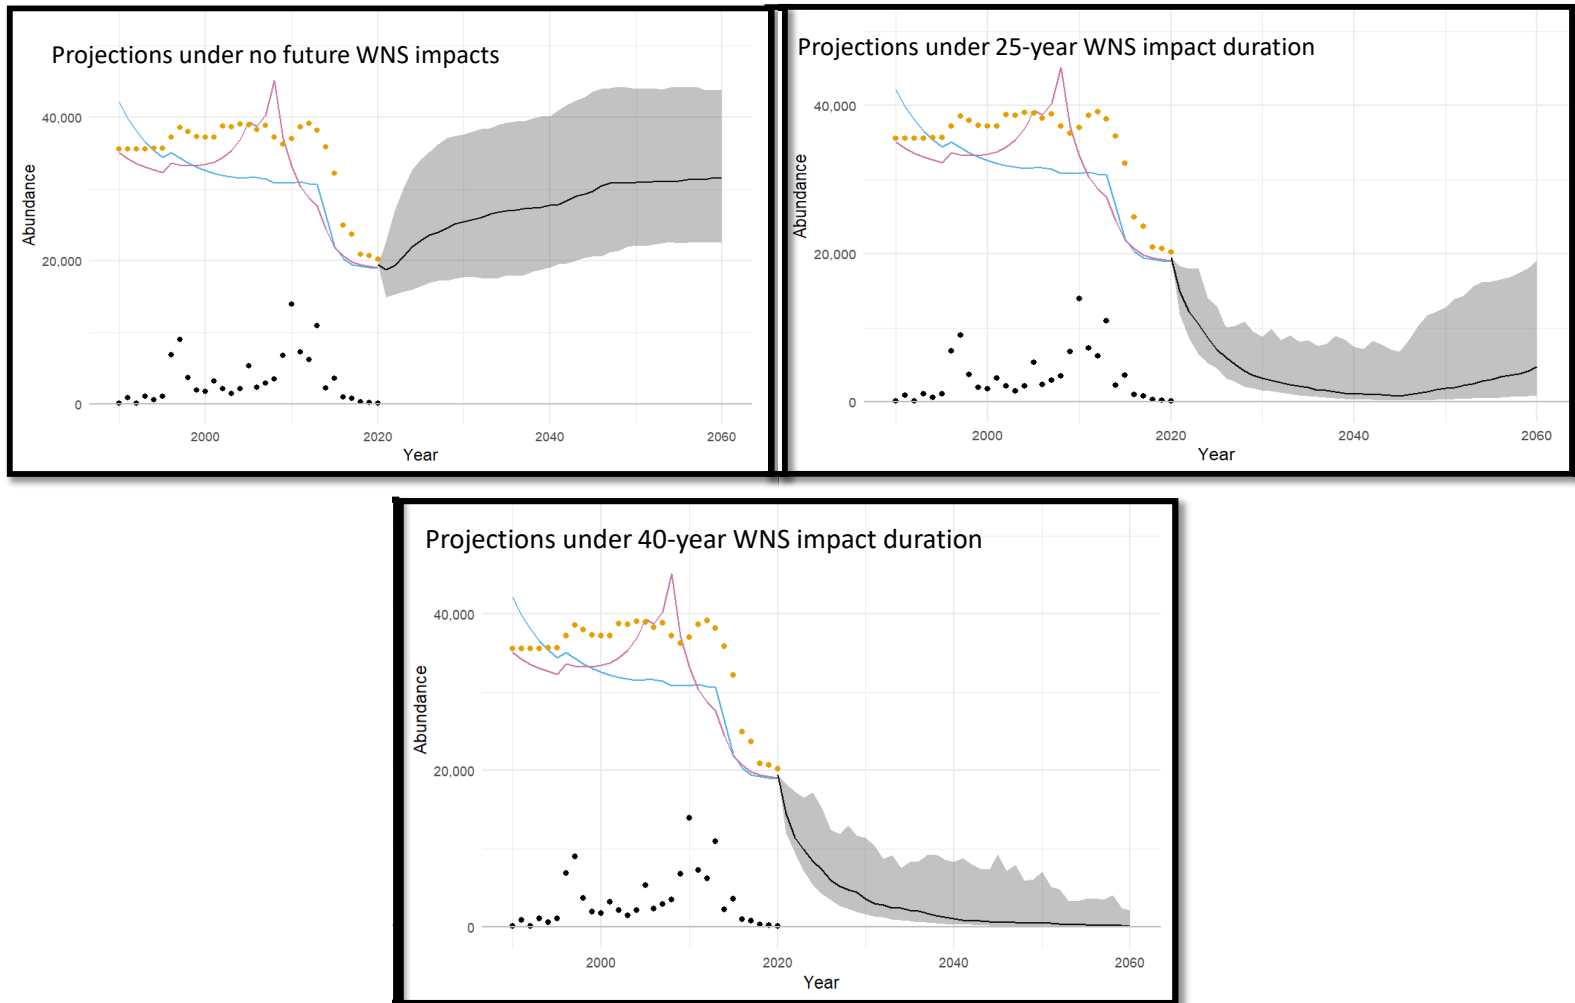 Projections under no future WNS impacts
40,000
20,000
0
Abundance
2000
2020
2040
2060
Year
Projections under 25-year WNS impact duration
40,000
20,000
0
Abundance
2000
2020
2040
2060
Year
Projections under 40-year WNS impact duration
40,000
20,000
0
Abundance
2000
2020
2040
2060
Year